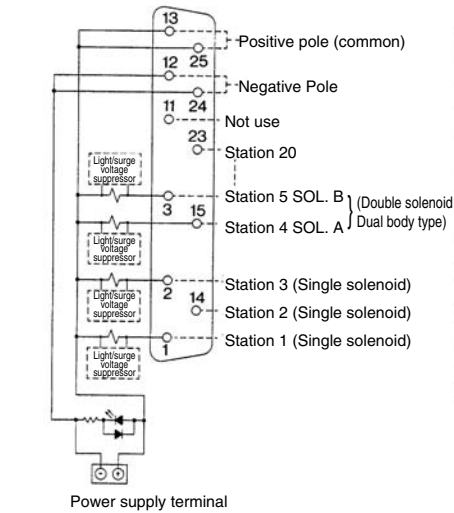 13
Positive pole (common)
25
12
Negative Pole
24
11
Not use
23
Station 20
Light/surge
voltage
suppressor
Station 5 SOL. B
3
15
(Double solenoid
Dual body type)
Station 4 SOL. A
Light/surge
voltage
suppressor
Station 3 (Single solenoid)
2
Light/surge
voltage
suppressor
14
Station 2 (Single solenoid)
Station 1 (Single solenoid)
1
Light/surge
voltage
suppressor
Power supply terminal